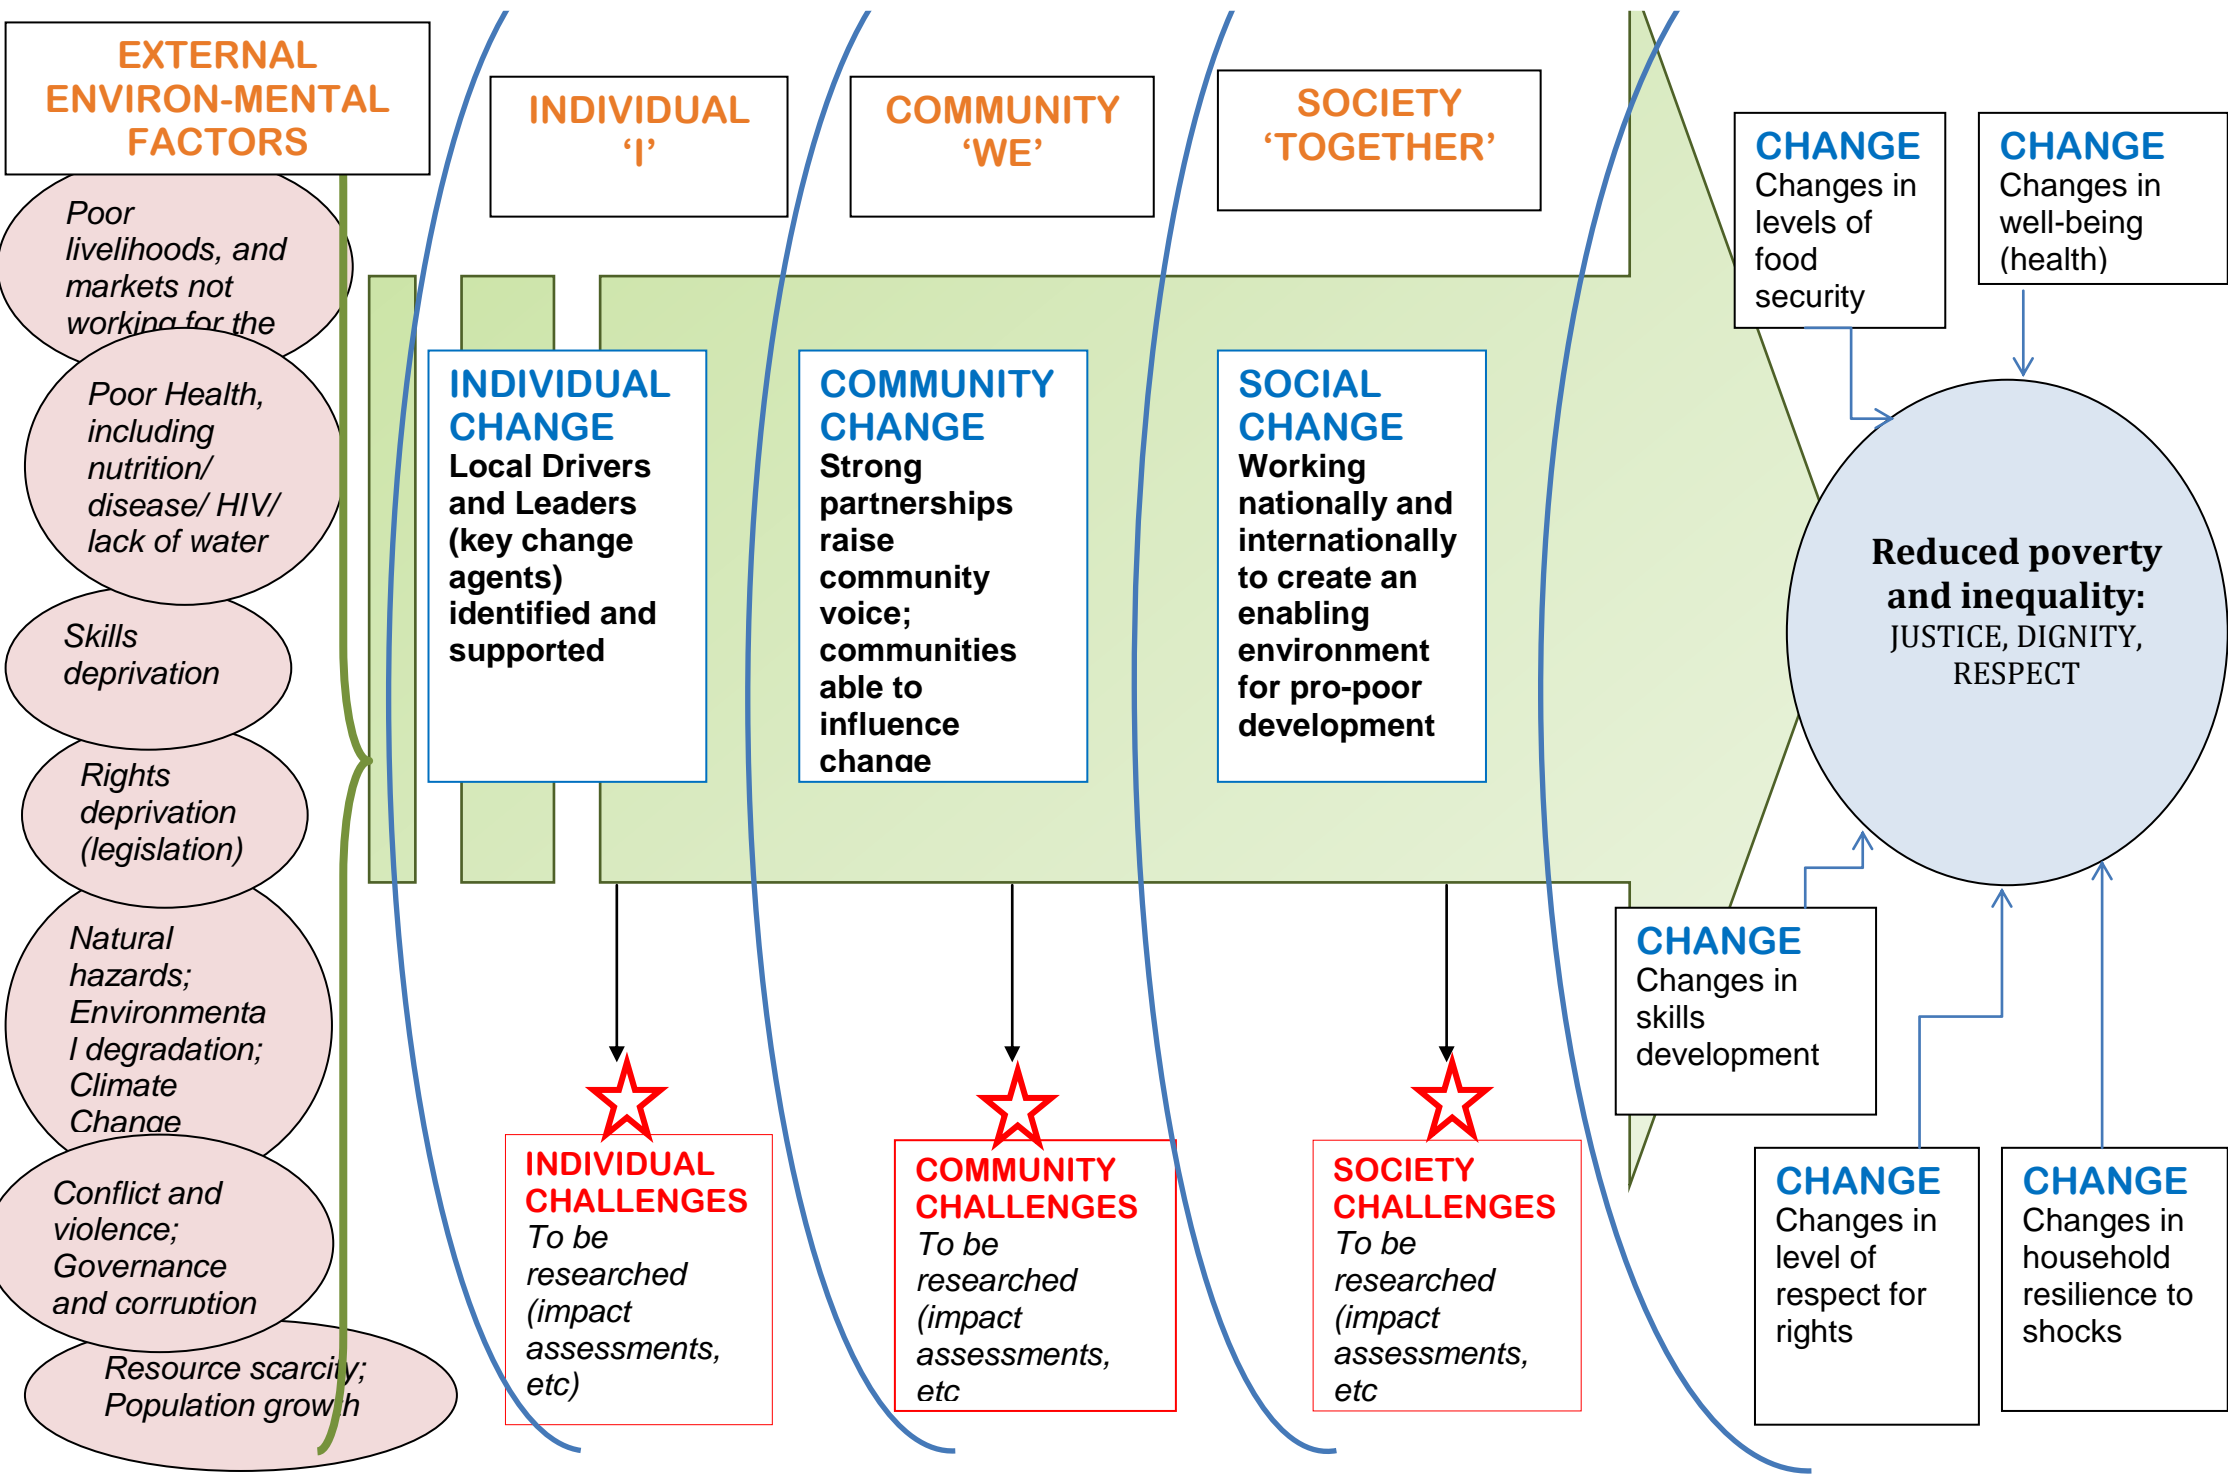 EXTERNAL
ENVIRON-MENTAL
FACTORS
Poor
livelihoods, and
markets not
working for the
Poor Health,
including
nutrition/
disease/ HIV/
lack of water
Skills
deprivation
Rights
deprivation
(legislation)
Natural
hazards;
Environmenta
l degradation;
Climate
Change
Conflict and
violence;
Governance
and corruption
Resource scarcity;
Population growth
INDIVIDUAL
‘I’
INDIVIDUAL
CHANGE
Local Drivers
and Leaders
(key change
agents)
identified and
supported
INDIVIDUAL
CHALLENGES
To be
researched
(impact
assessments,
etc)
COMMUNITY
‘WE’
COMMUNITY
CHANGE
Strong
partnerships
raise
community
voice;
communities
able to
influence
change
COMMUNITY
CHALLENGES
To be
researched
(impact
assessments,
etc
SOCIETY
‘TOGETHER’
SOCIAL
CHANGE
Working
nationally and
internationally
to create an
enabling
environment
for pro-poor
development
SOCIETY
CHALLENGES
To be
researched
(impact
assessments,
etc
CHANGE
Changes in
levels of
food
security
CHANGE
Changes in
well-being
(health)
Reduced poverty
and inequality:
JUSTICE, DIGNITY,
RESPECT
CHANGE
Changes in
skills
development
CHANGE
Changes in
level of
respect for
rights
CHANGE
Changes in
household
resilience to
shocks